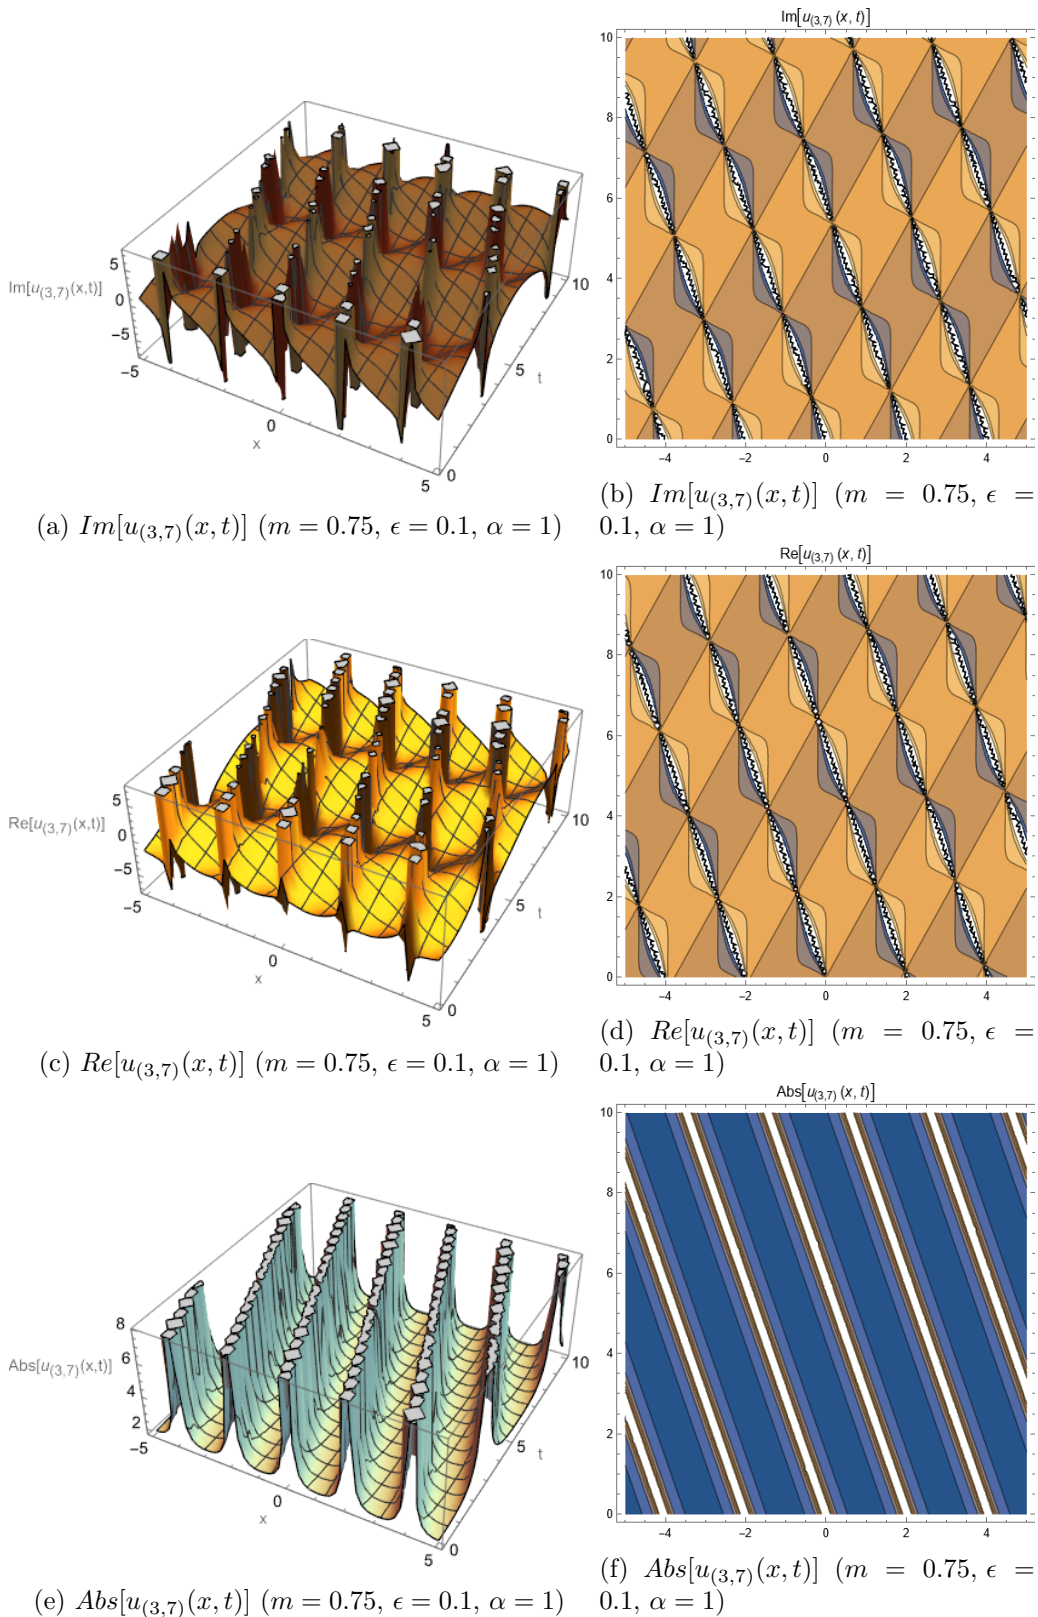 Im[u(3,7)(x,t)]
5
0
−5
−5
0
x
5
0
5
t
10
Im[u(3,7) (x, t)]
10
8
6
4
2
0
−4
−2
0
2
4
(a) Im[u(3,7)(x, t)] (m = 0.75, ϵ = 0.1, α = 1)
(b) Im[u(3,7)(x, t)] (m = 0.75, ϵ =
0.1, α = 1)
Re[u(3,7)(x,t)]
5
0
−5
−5
0
x
5
0
5
t
10
Re[u(3,7) (x, t)]
10
8
6
4
2
0
−4
−2
0
2
4
(c) Re[u(3,7)(x, t)] (m = 0.75, ϵ = 0.1, α = 1)
(d) Re[u(3,7)(x, t)] (m = 0.75, ϵ =
0.1, α = 1)
Abs[u(3,7)(x,t)]
8
6
4
2
−5
0
x
5
0
5
t
10
Abs[u(3,7) (x, t)]
10
8
6
4
2
0
−4
−2
0
2
4
(e) Abs[u(3,7)(x, t)] (m = 0.75, ϵ = 0.1, α = 1)
(f) Abs[u(3,7)(x, t)] (m = 0.75, ϵ =
0.1, α = 1)